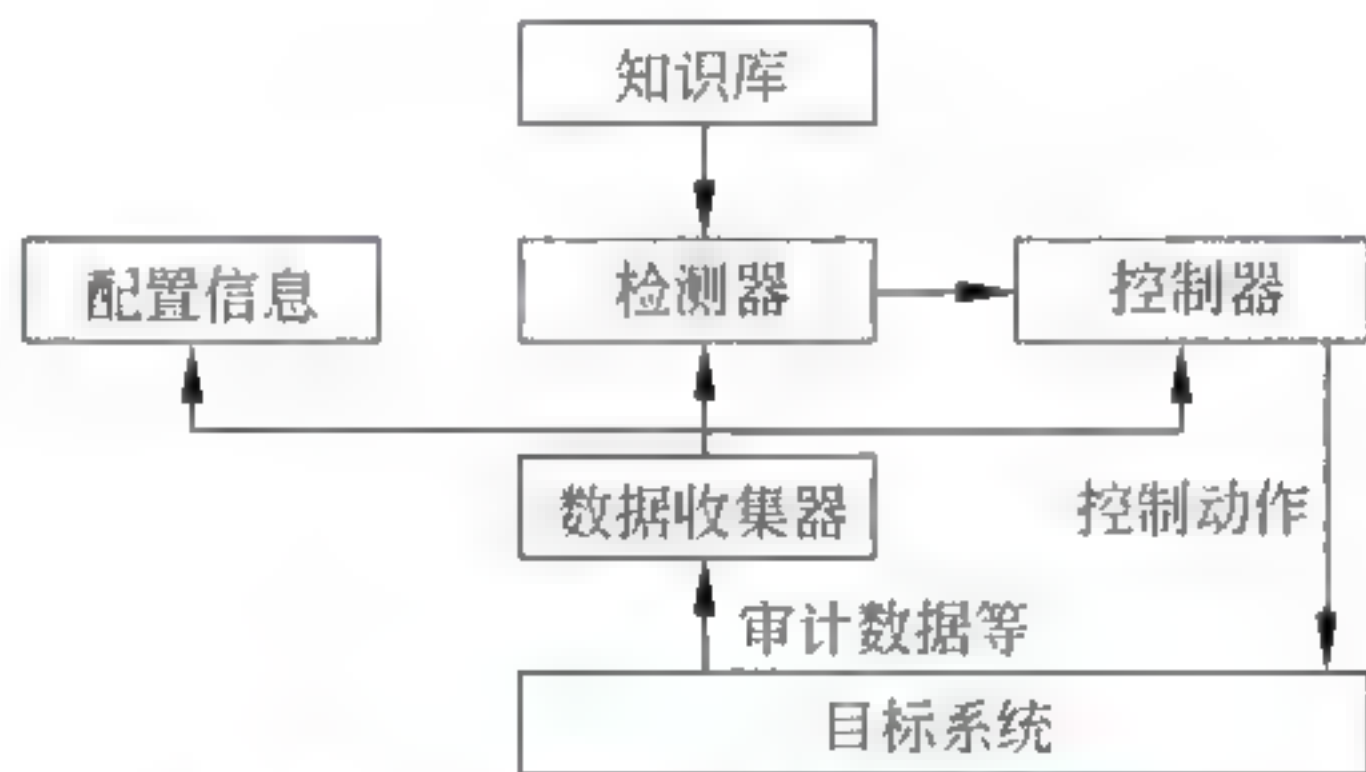 知识库
配置信息
检测器
控制器
数据收集器
控制动作
审计数据等
目标系统